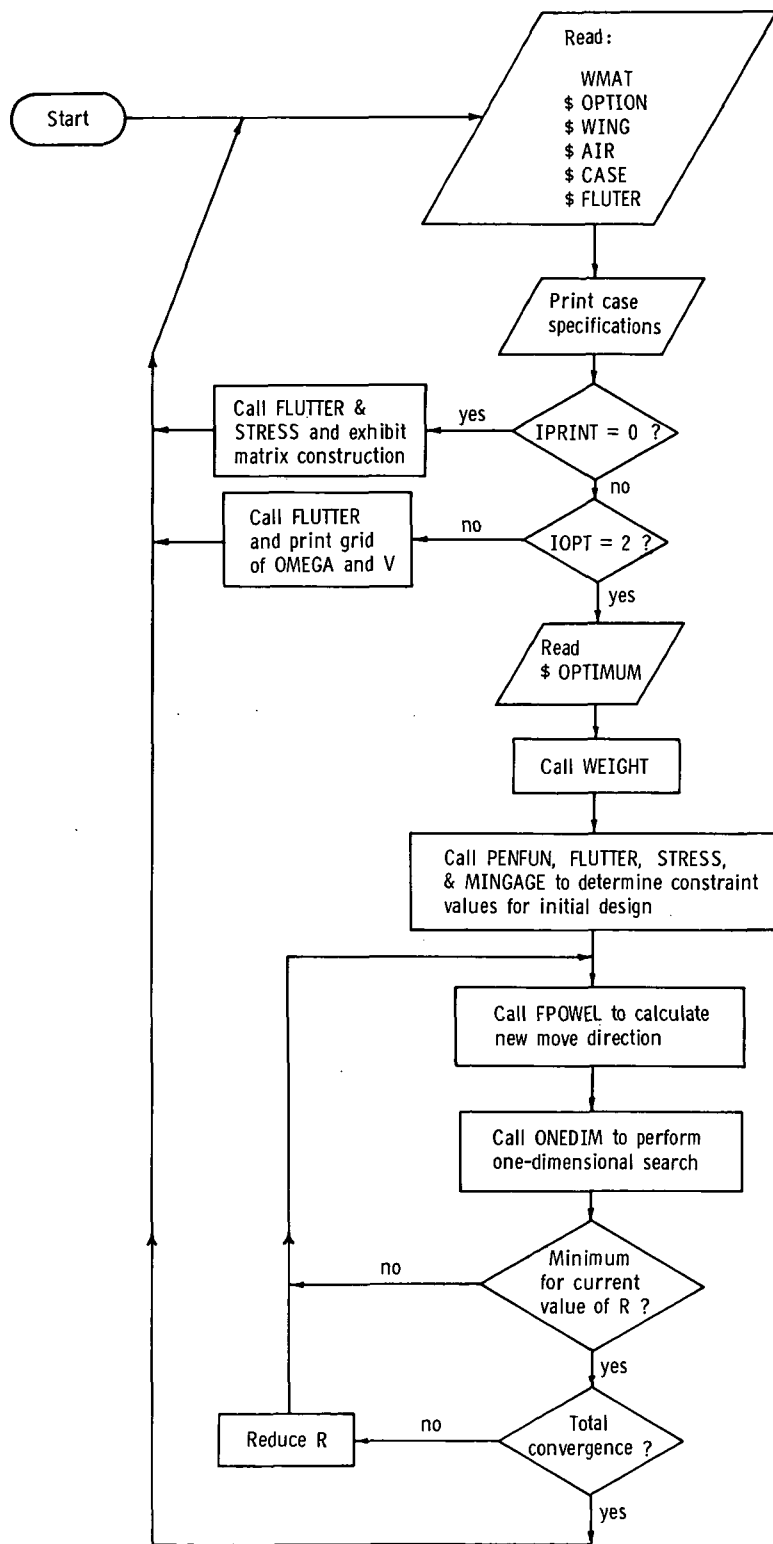 Start
Read:
WMAT
$ OPTION
$ WING
$ AIR
$ CASE
$ FLUTER
Print case
specifications
IPRINT = 0 ?
yes
Call FLUTTER &
STRESS and exhibit
matrix construction
no
IOPT = 2 ?
no
Call FLUTTER
and print grid
of OMEGA and V
yes
Read
$ OPTIMUM
Call WEIGHT
Call PENFUN, FLUTTER, STRESS,
& MINGAGE to determine constraint
values for initial design
Call FPOWEL to calculate
new move direction
Call ONEDIM to perform
one-dimensional search
Minimum
for current
value of R ?
no
yes
Total
convergence ?
no
Reduce R
yes